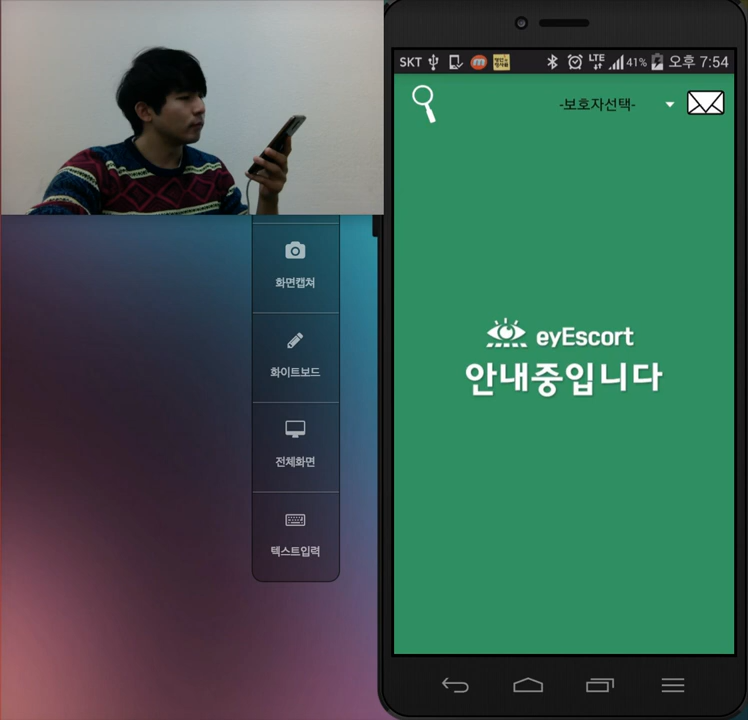 SKT LTE 41% 오후 7:54
-보호자선택-
화면캡쳐
화이트보드
전체화면
텍스트입력
eyEscort
안내중입니다